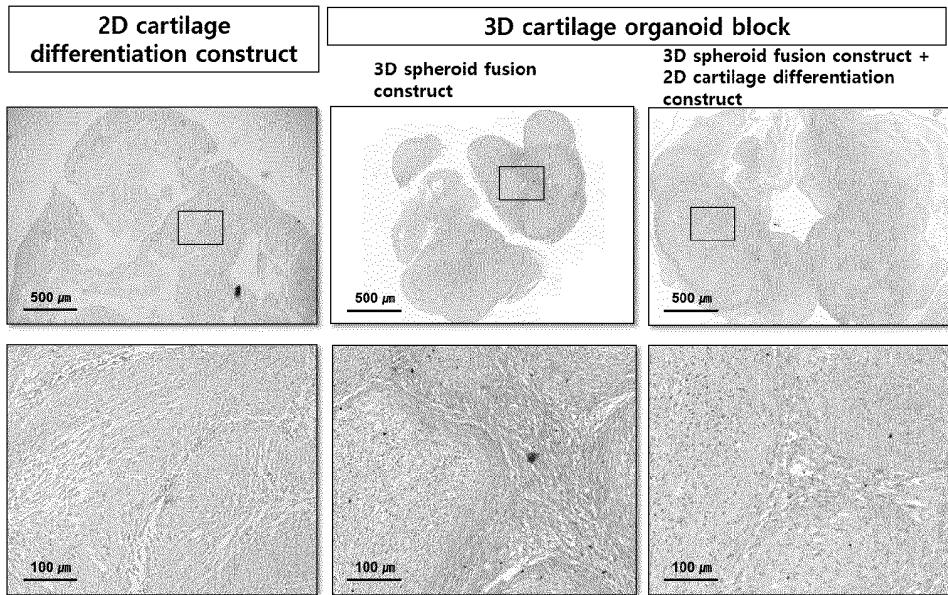 2D cartilage
differentiation construct
3D cartilage organoid block
3D spheroid fusion
construct
3D spheroid fusion construct +
2D cartilage differentiation
construct
500 ㎛
500 ㎛
500 ㎛
100 ㎛
100 ㎛
100 ㎛